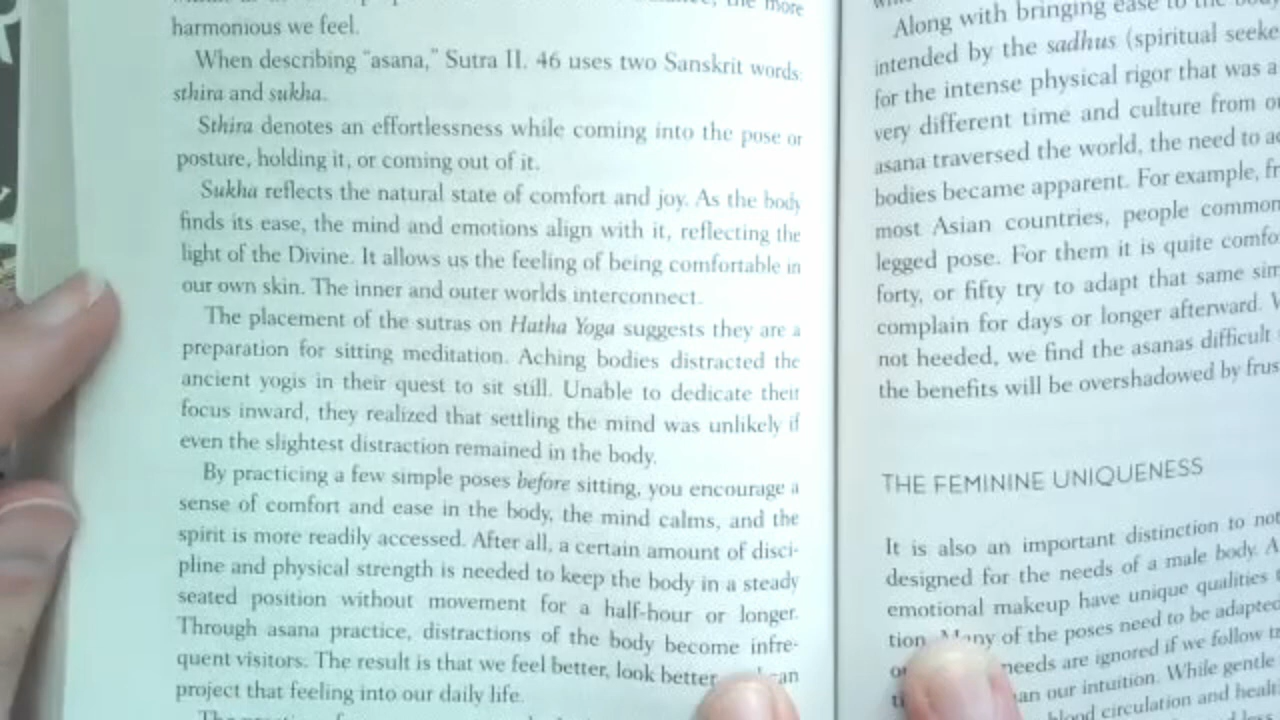 the more
harmonious we feel.
When describing “asana,” Sutra II. 46 uses two Sanskrit words:
sthira and sukha.
Sthira denotes an effortlessness while coming into the pose or
posture, holding it, or coming out of it.
Sukha reflects the natural state of comfort and joy. As the body
finds its ease, the mind and emotions align with it, reflecting the
light of the Divine. It allows us the feeling of being comfortable in
our own skin. The inner and outer worlds interconnect.
The placement of the sutras on Hatha Yoga suggests they are a
preparation for sitting meditation. Aching bodies distracted the
ancient yogis in their quest to sit still. Unable to dedicate their
focus inward, they realized that settling the mind was unlikely if
even the slightest distraction remained in the body.
By practicing a few simple poses before sitting, you encourage a
sense of comfort and ease in the body, the mind calms, and the
spirit is more readily accessed. After all, a certain amount of disci-
pline and physical strength is needed to keep the body in a steady
seated position without movement for a half-hour or longer.
Through asana practice, distractions of the body become infre-
quent visitors. The result is that we feel better, look better
project that feeling into our daily life.
Along with bringing ease to the body
intended by the sadhus (spiritual seeke
for the intense physical rigor that was a
very different time and culture from o
asana traversed the world, the need to a
bodies became apparent. For example, fr
most Asian countries, people common
legged pose. For them it is quite comfo
forty, or fifty try to adapt that same sim
complain for days or longer afterward.
not heeded, we find the asanas difficult
the benefits will be overshadowed by frus
THE FEMININE UNIQUENESS
It is also an important distinction to not
designed for the needs of a male body. A
emotional makeup have unique qualities
tion. Many of the poses need to be adapted
needs are ignored if we follow
an our intuition. While gentle
blood circulation and healt